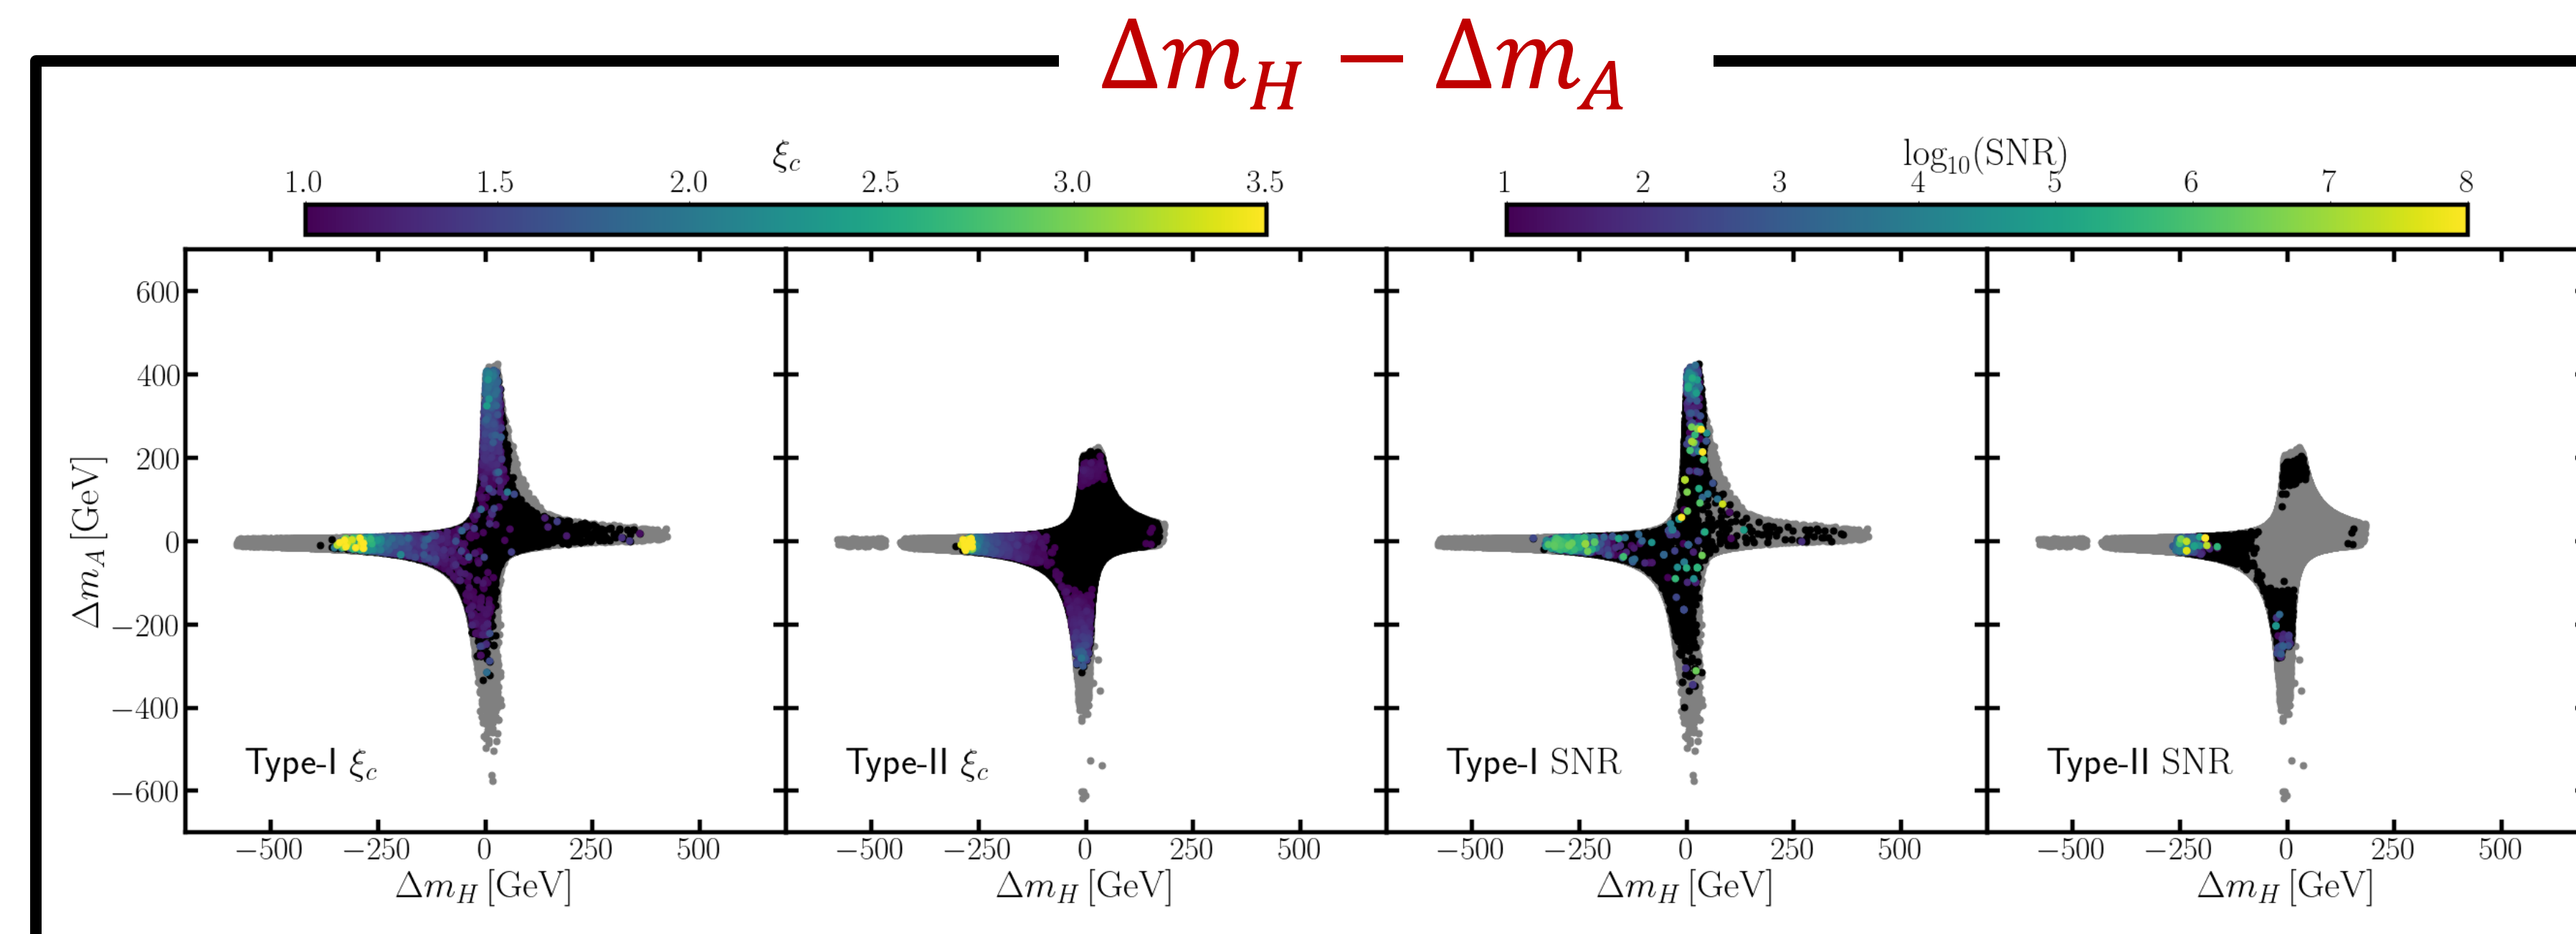 Δm_H − Δm_A
ξ_c
log₁₀(SNR)
1.0 1.5 2.0 2.5 3.0 3.5
1 2 3 4 5 6 7 8
600
400
200
0
−200
−400
−600
Δm_A [GeV]
Type-I ξ_c
Type-II ξ_c
Type-I SNR
Type-II SNR
−500 −250 0 250 500
−500 −250 0 250 500
−500 −250 0 250 500
−500 −250 0 250 500
Δm_H [GeV]
Δm_H [GeV]
Δm_H [GeV]
Δm_H [GeV]